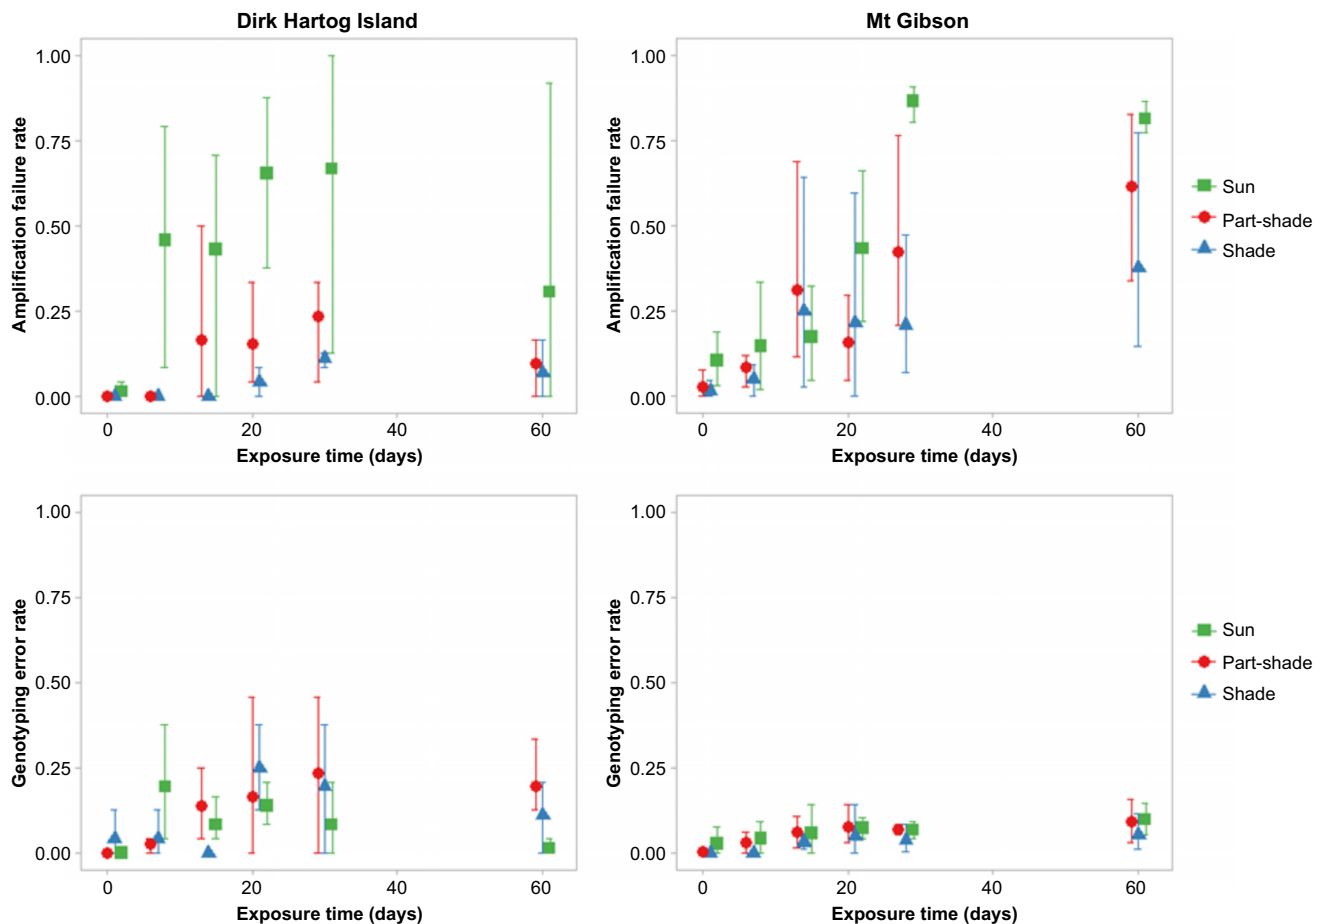 Dirk Hartog Island
Mt Gibson
Amplification failure rate
1.00
0.75
0.50
0.25
0.00
0 20 40 60
Exposure time (days)
Amplification failure rate
1.00
0.75
0.50
0.25
0.00
0 20 40 60
Exposure time (days)
Sun
Part-shade
Shade
Genotyping error rate
1.00
0.75
0.50
0.25
0.00
0 20 40 60
Exposure time (days)
Genotyping error rate
1.00
0.75
0.50
0.25
0.00
0 20 40 60
Exposure time (days)
Sun
Part-shade
Shade